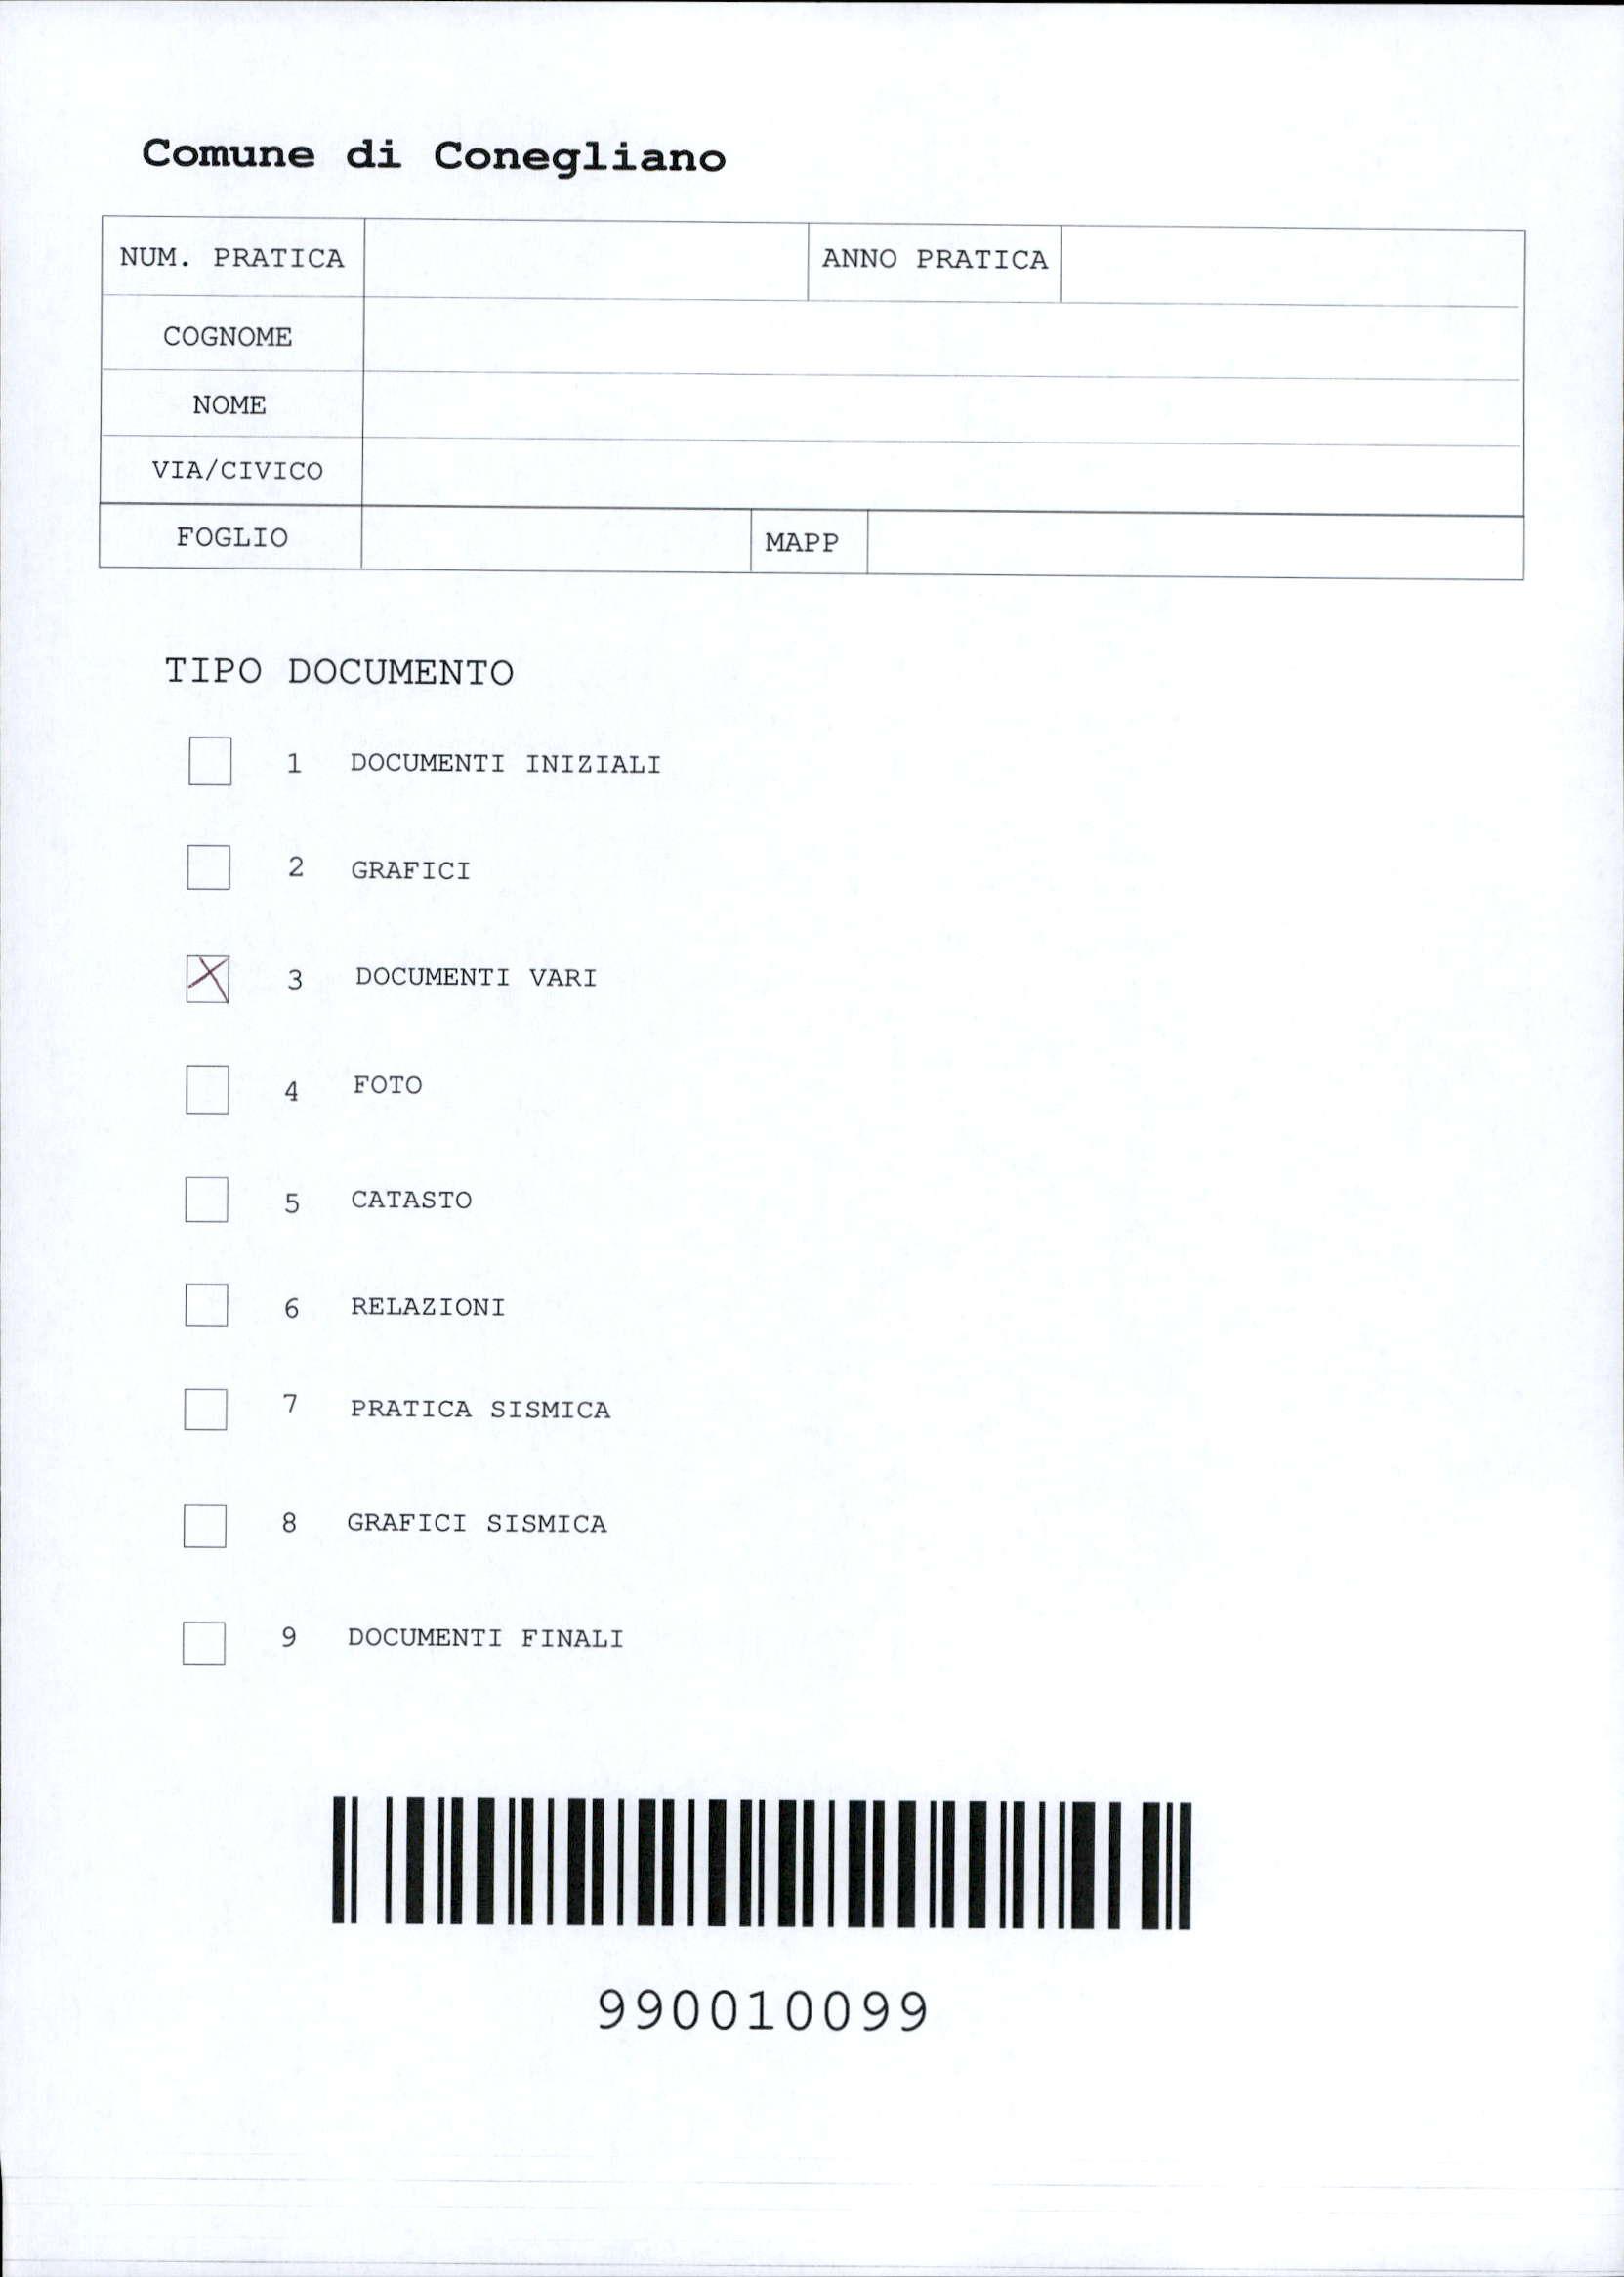 Comune di Conegliano
NUM. PRATICA ANNO PRATICA
COGNOME
NOME
VIA/CIVICO
FOGLIO MAPP
TIPO DOCUMENTO
1 DOCUMENTI INIZIALI
2 GRAFICI
3 DOCUMENTI VARI
4 FOTO
5 CATASTO
6 RELAZIONI
7 PRATICA SISMICA
8 GRAFICI SISMICA
9 DOCUMENTI FINALI
990010099